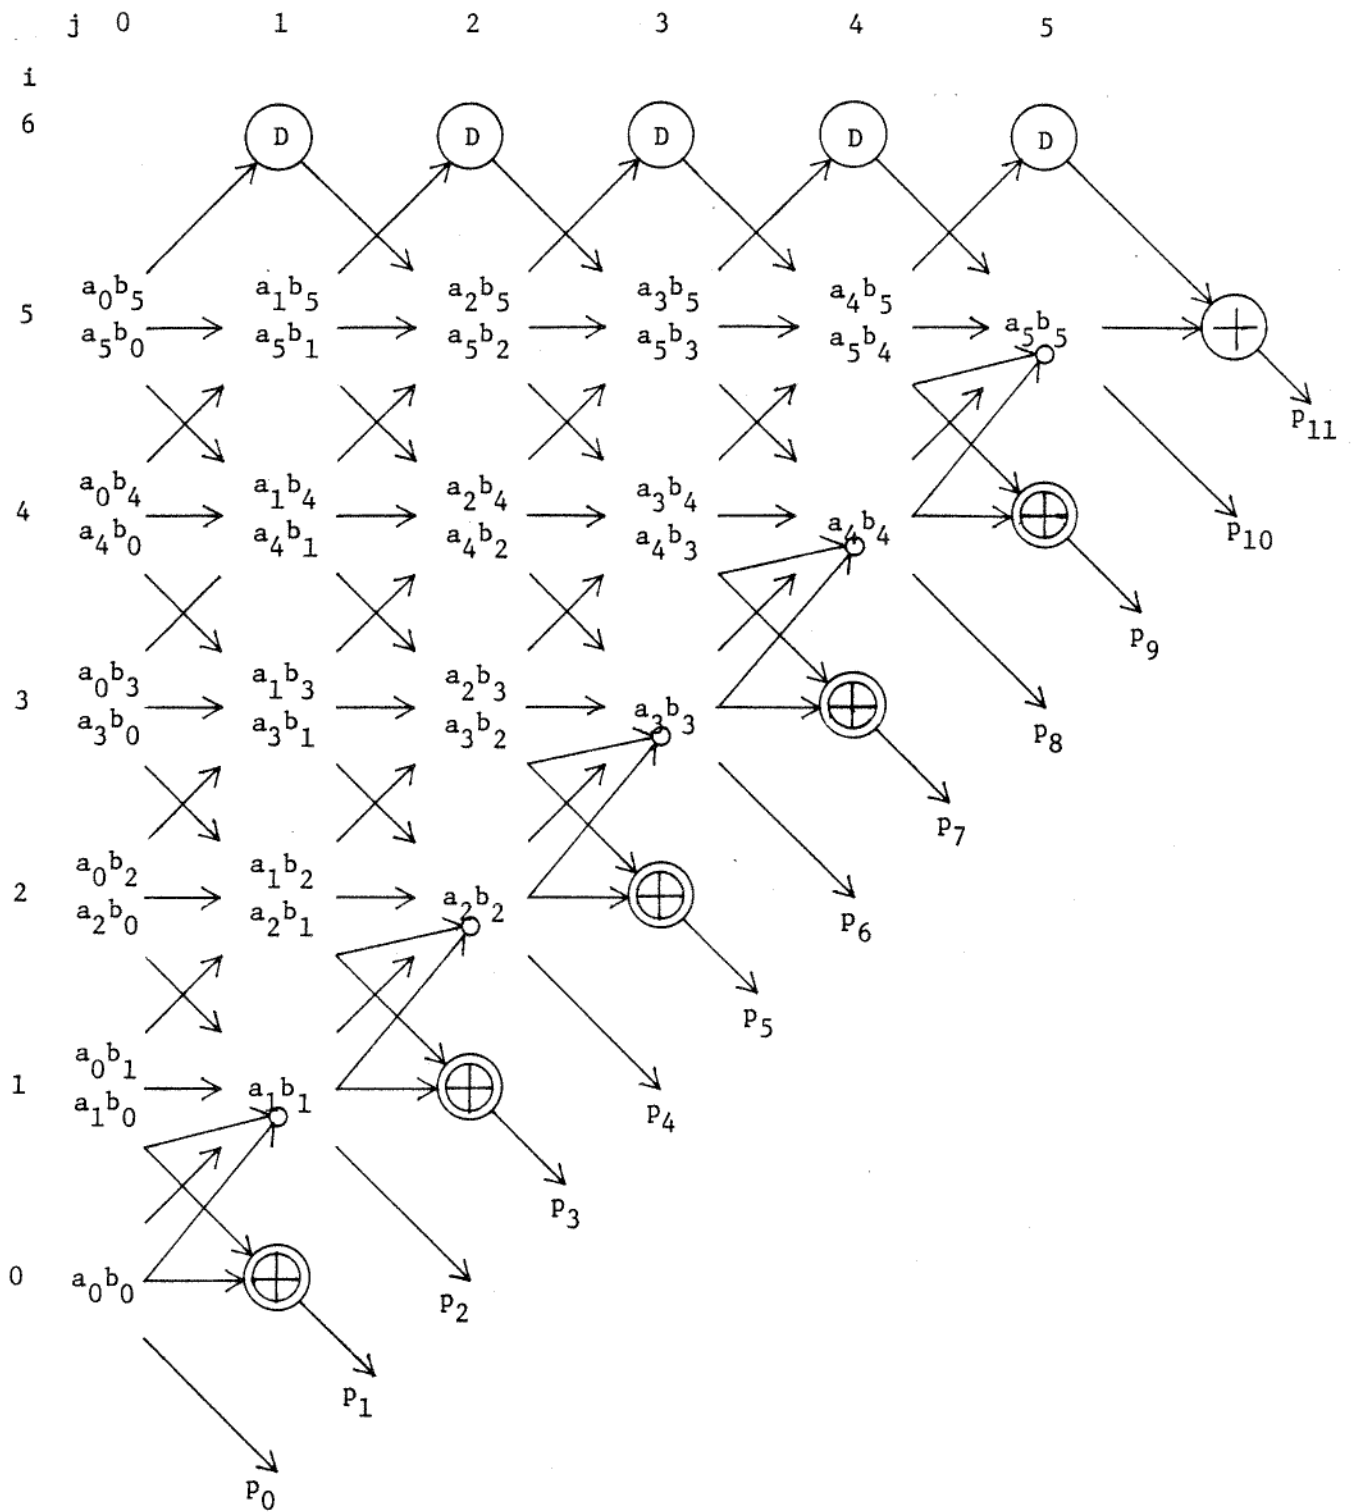 j 0 1 2 3 4 5
i
6 D D D D D
a₀b₅ a₁b₅ a₂b₅ a₃b₅ a₄b₅
5 a₅b₀ a₅b₁ a₅b₂ a₅b₃ a₅b₄ a₅b₅
p₁₁
a₀b₄ a₁b₄ a₂b₄ a₃b₄
4 a₄b₀ a₄b₁ a₄b₂ a₄b₃ a₄b₄ p₁₀
p₉
a₀b₃ a₁b₃ a₂b₃
3 a₃b₀ a₃b₁ a₃b₂ a₃b₃ p₈
p₇
a₀b₂ a₁b₂
2 a₂b₀ a₂b₁ a₂b₂ p₆
p₅
a₀b₁
1 a₁b₀ a₁b₁ p₄
p₃
0 a₀b₀ p₂
p₁
p₀